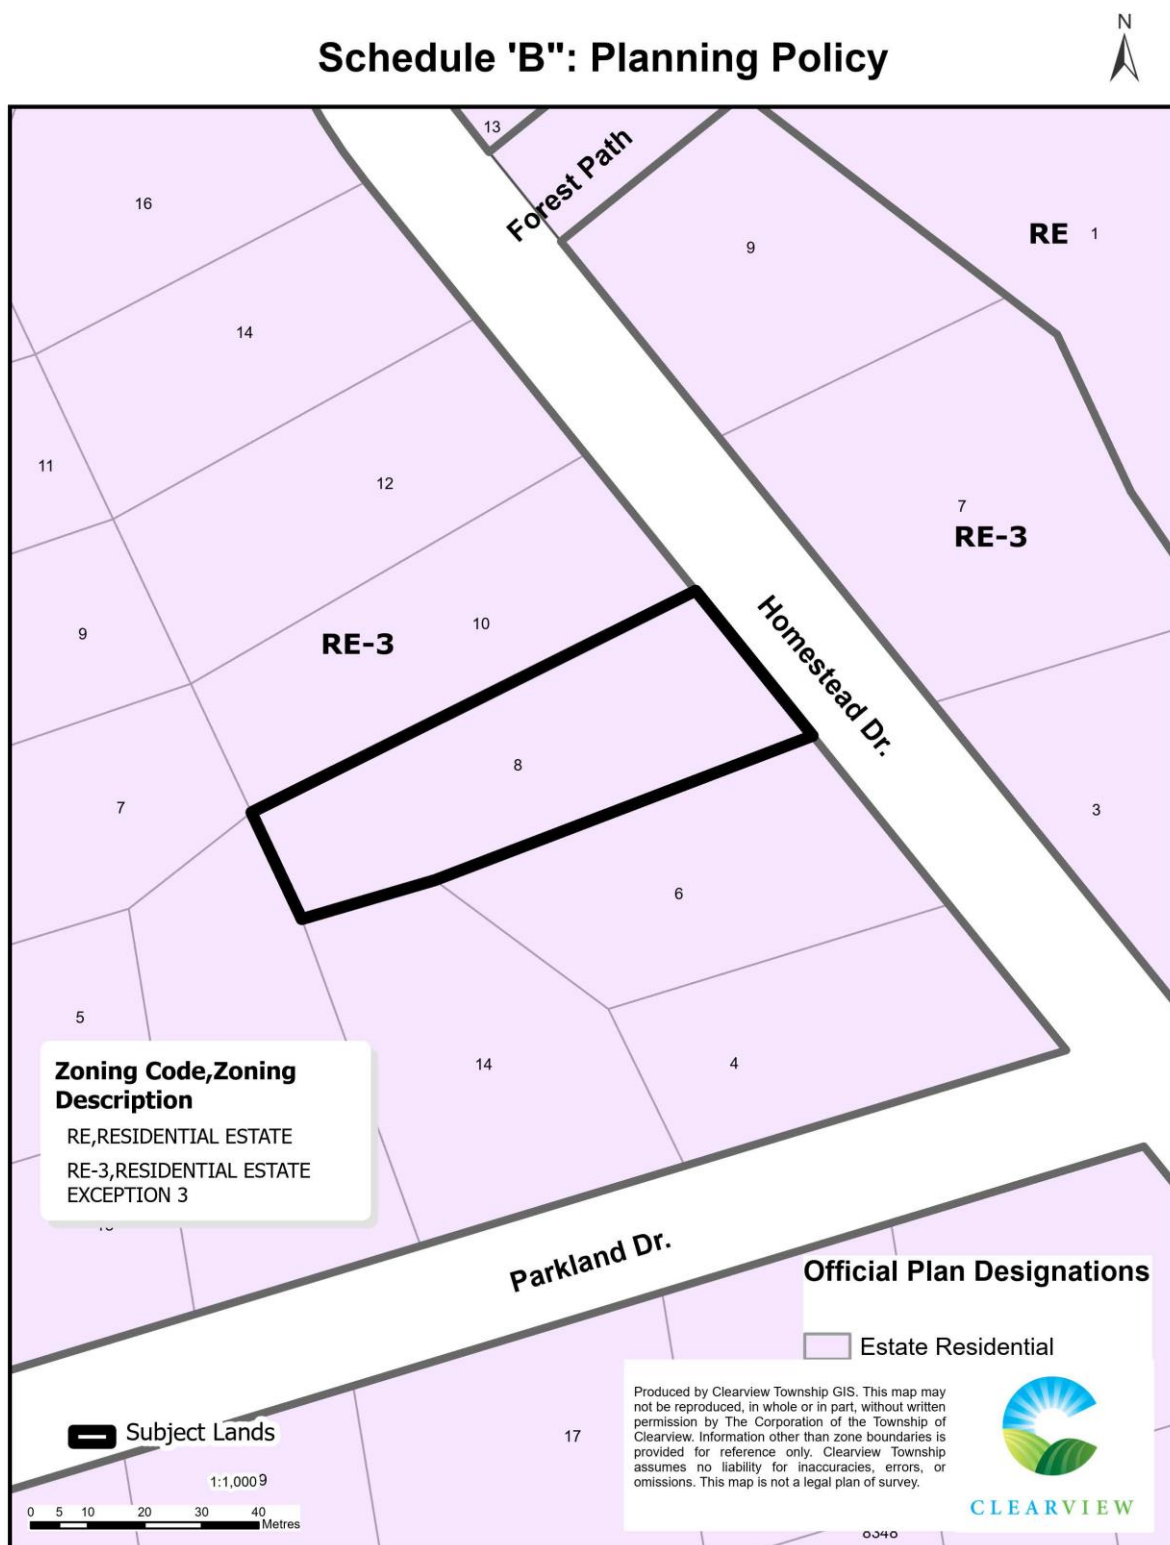 N
Schedule 'B": Planning Policy
13
Forest Path
16
RE 1
9
14
11
12
7
RE-3
Homestead Dr.
10
9
RE-3
8
7
3
6
5
14
4
Zoning Code,Zoning
Description
RE,RESIDENTIAL ESTATE
RE-3,RESIDENTIAL ESTATE
EXCEPTION 3
Parkland Dr.
Official Plan Designations
Estate Residential
Subject Lands
17
1:1,000
9
0 5 10 20 30 40
Metres
Produced by Clearview Township GIS. This map may
not be reproduced, in whole or in part, without written
permission by The Corporation of the Township of
Clearview. Information other than zone boundaries is
provided for reference only. Clearview Township
assumes no liability for inaccuracies, errors, or
omissions. This map is not a legal plan of survey.
CLEARVIEW
8348